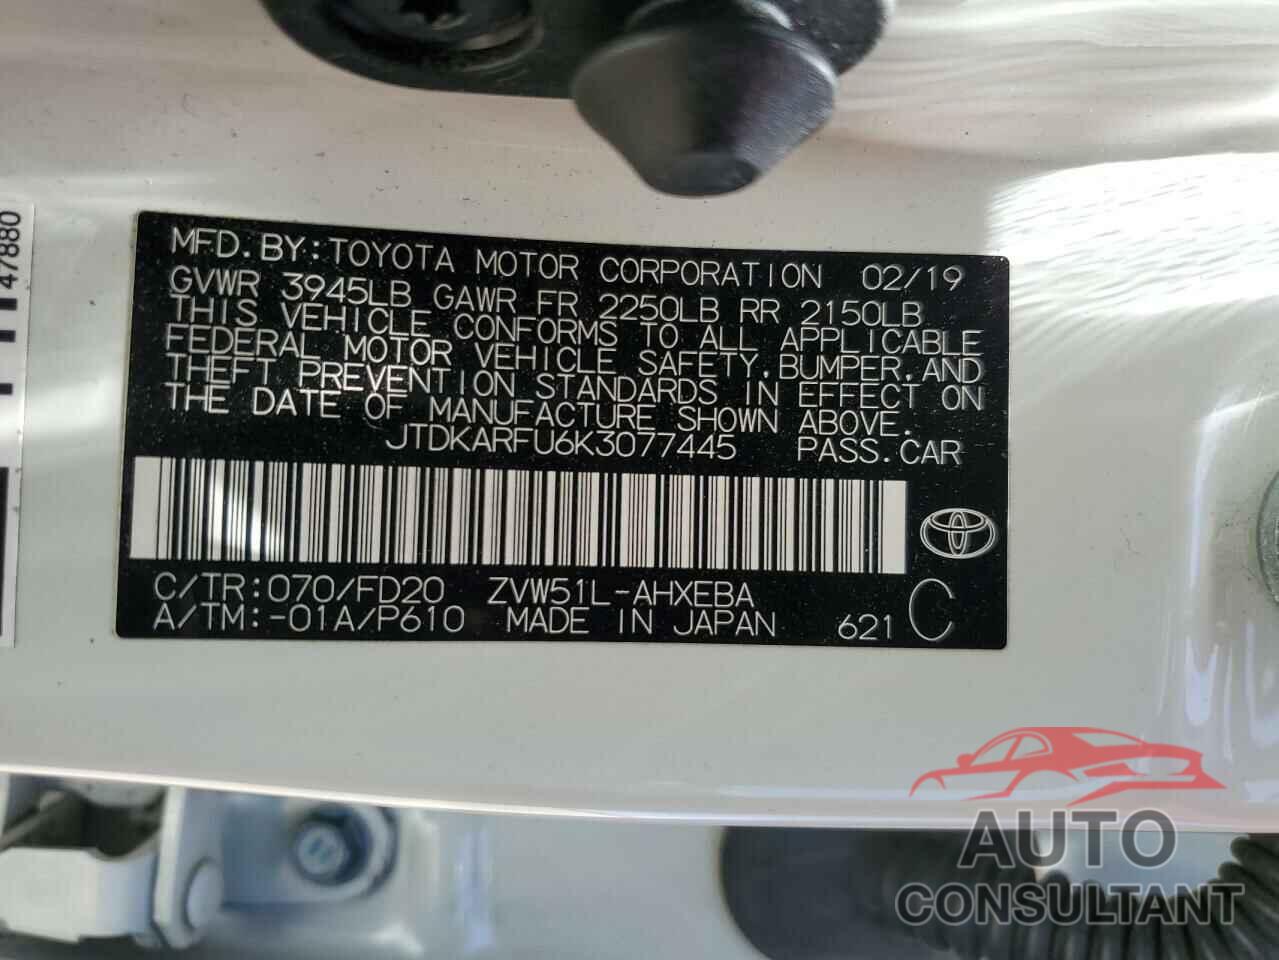 MFD.BY:TOYOTA MOTOR CORPORATION 02/19
GVWR 3945LB GAWR FR 2250LB RR 2150LB
THIS VEHICLE CONFORMS TO ALL APPLICABLE
FEDERAL MOTOR VEHICLE SAFETY,BUMPER,AND
THEFT PREVENTION STANDARDS IN EFFECT ON
THE DATE OF MANUFACTURE SHOWN ABOVE.
JTDKARFU6K3077445 PASS.CAR
C/TR:070/FD20 ZVW51L-AHXEBA
A/TM:-01A/P610 MADE IN JAPAN 621 C
47880
AUTO
CONSULTANT